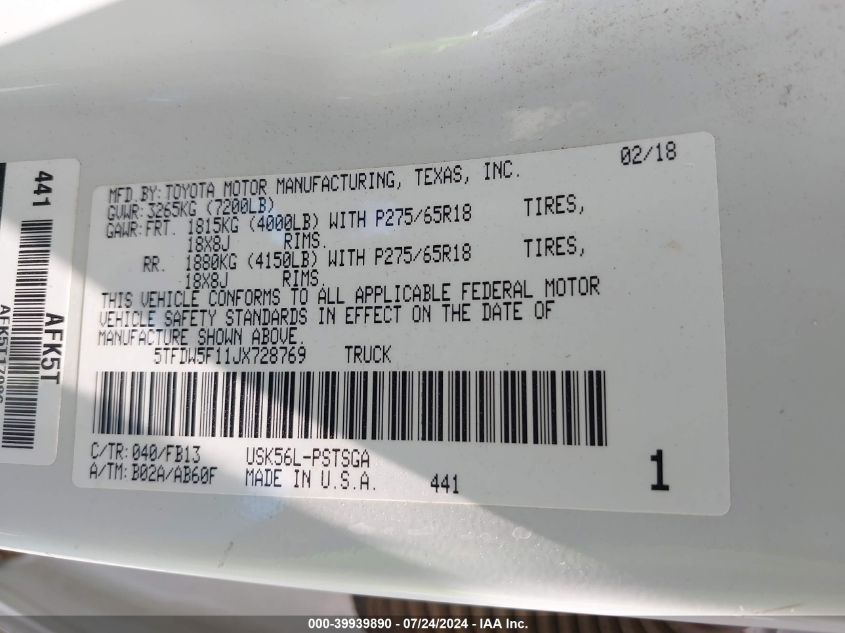 02/18
MFD.BY: TOYOTA MOTOR MANUFACTURING, TEXAS, INC.
GVWR: 3265KG (7200LB)
GAWR: FRT. 1815KG (4000LB) WITH P275/65R18 TIRES,
18X8J RIMS.
RR. 1880KG (4150LB) WITH P275/65R18 TIRES,
18X8J RIMS.
THIS VEHICLE CONFORMS TO ALL APPLICABLE FEDERAL MOTOR
VEHICLE SAFETY STANDARDS IN EFFECT ON THE DATE OF
MANUFACTURE SHOWN ABOVE.
5TFDW5F11JX728769 TRUCK
C/TR: 040/FB13 USK56L-PSTSGA
A/TM: B02A/AB60F MADE IN U.S.A. 441 1
441
AFK5T
000-39939890 - 07/24/2024 - IAA Inc.